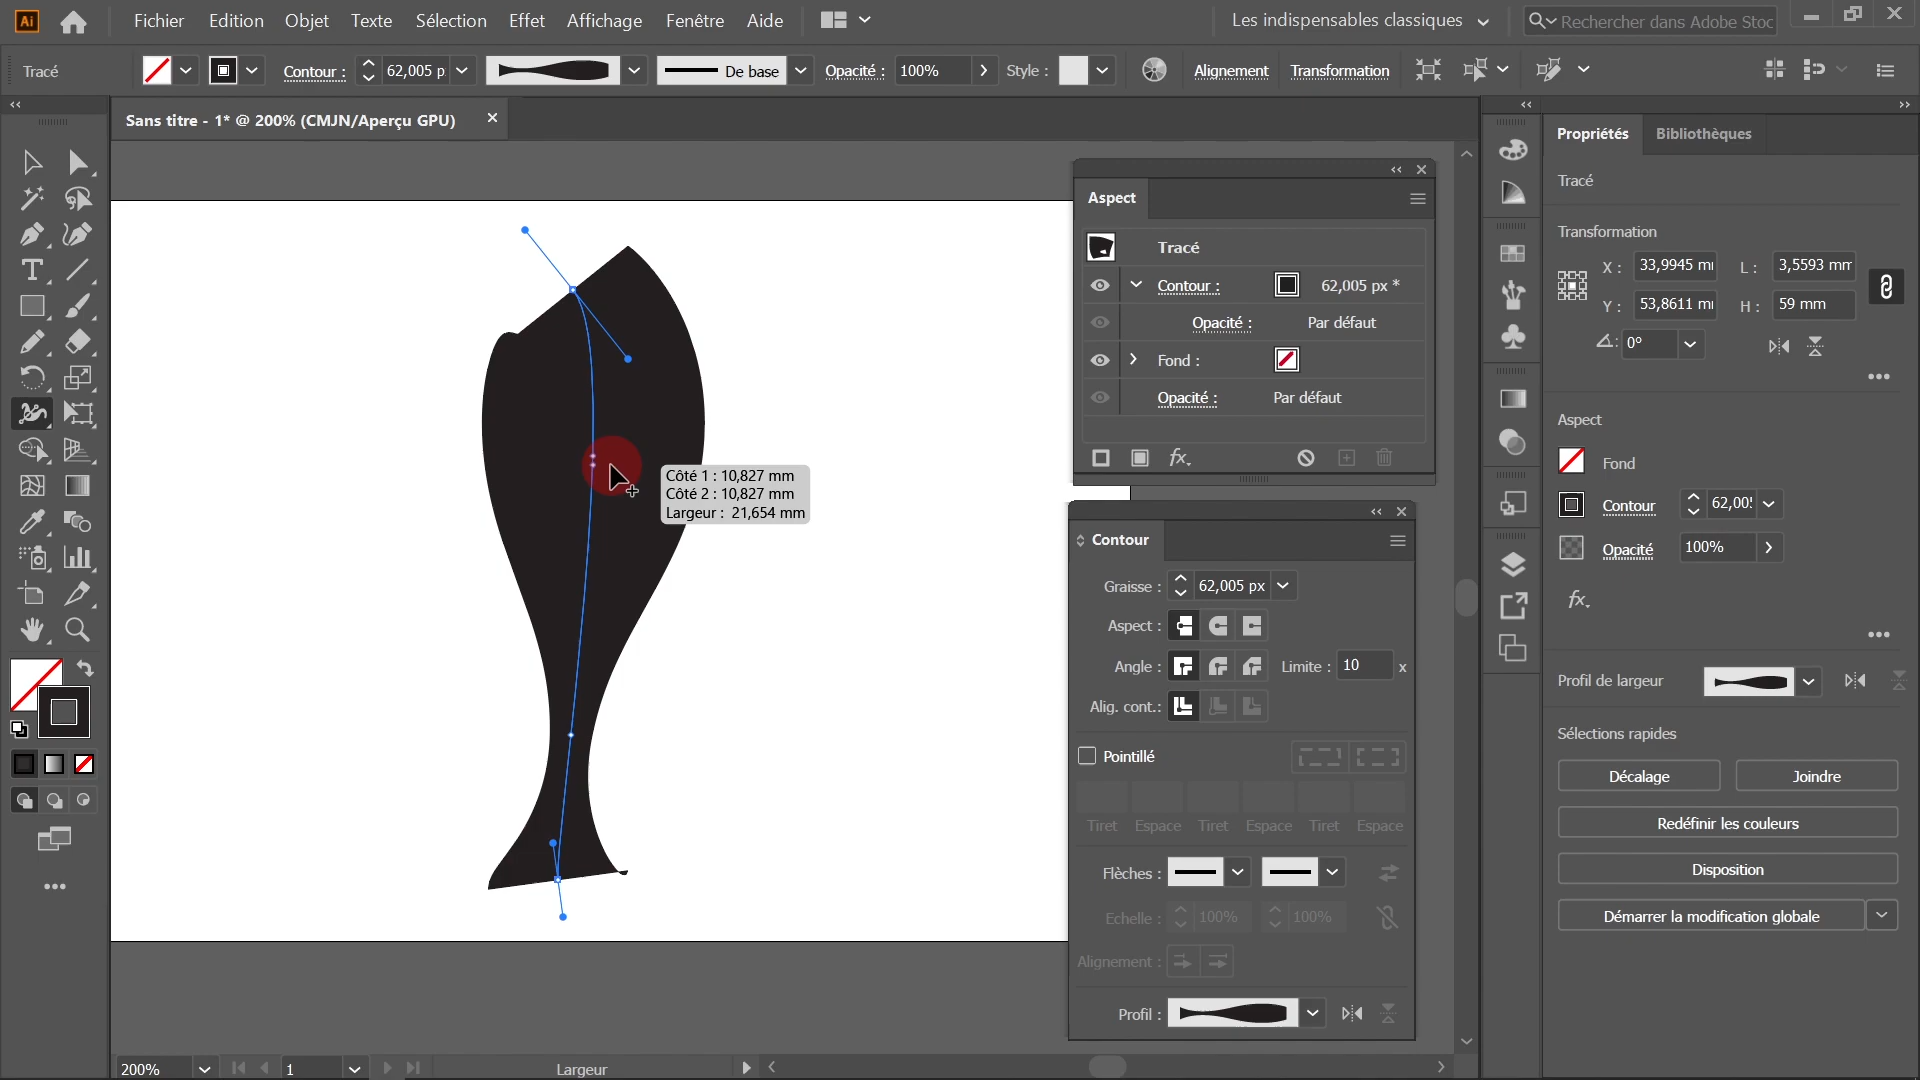 Ai
Fichier Edition Objet Texte Sélection Effet Affichage Fenêtre Aide
Les indispensables classiques
Rechercher dans Adobe Stoc
Tracé
Contour :
62,005 p
De base
Opacité :
100%
Style :
Alignement
Transformation
Sans titre - 1* @ 200% (CMJN/Aperçu GPU)
Propriétés
Bibliothèques
Tracé
Transformation
X : 33,9945 mi
L : 3,5593 mr
Y : 53,8611 mi
H : 59 mm
0°
Aspect
Fond
Contour
62,00
Opacité
100%
fx.
Profil de largeur
Sélections rapides
Décalage
Joindre
Redéfinir les couleurs
Disposition
Démarrer la modification globale
Aspect
Tracé
Contour :
62,005 px *
Opacité :
Par défaut
Fond :
Opacité :
Par défaut
fx.
Côté 1 : 10,827 mm
Côté 2 : 10,827 mm
Largeur : 21,654 mm
Contour
Graisse :
62,005 px
Aspect :
Angle :
Limite : 10 x
Alig. cont.:
Pointillé
Tiret Espace Tiret Espace Tiret Espace
Flèches :
Echelle : 100% 100%
Alignement :
Profil :
200%
1
Largeur